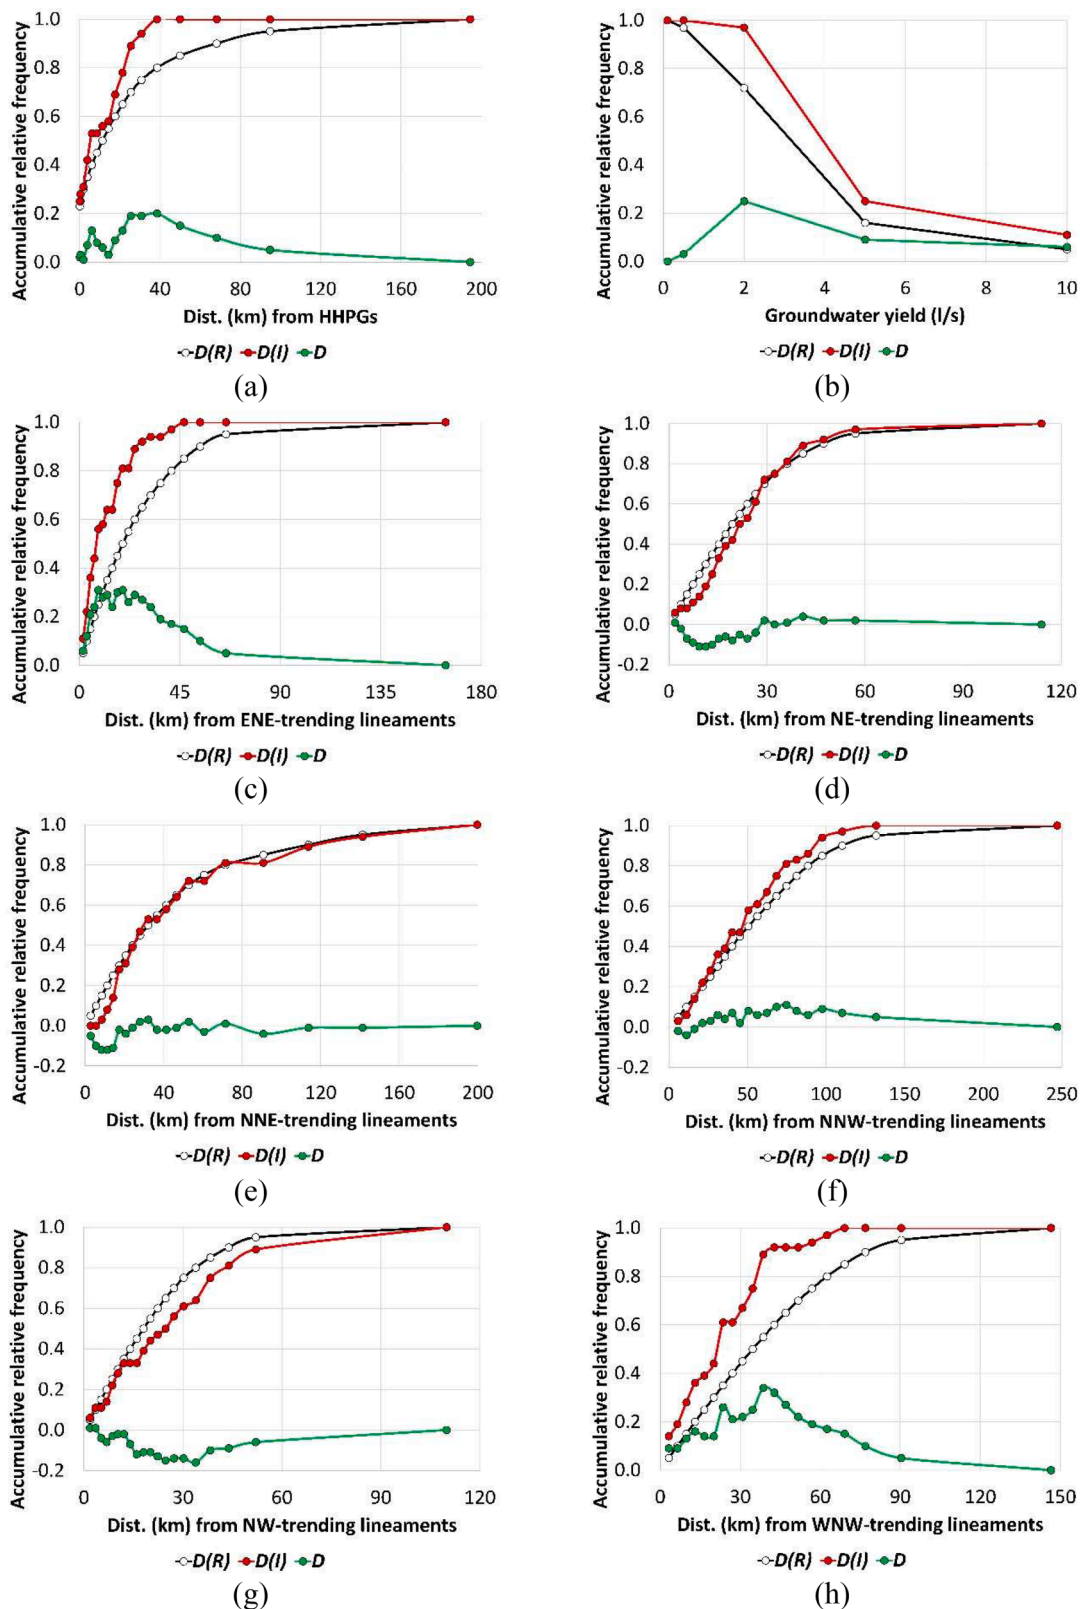 Accumulative relative frequency
1.0
0.8
0.6
0.4
0.2
0.0
0 40 80 120 160 200
Dist. (km) from HHPGs
D(R) D(I) D
(a)
Accumulative relative frequency
1.0
0.8
0.6
0.4
0.2
0.0
0 2 4 6 8 10
Groundwater yield (l/s)
D(R) D(I) D
(b)
Accumulative relative frequency
1.0
0.8
0.6
0.4
0.2
0.0
0 45 90 135 180
Dist. (km) from ENE-trending lineaments
D(R) D(I) D
(c)
Accumulative relative frequency
1.0
0.8
0.6
0.4
0.2
0.0
-0.2
0 30 60 90 120
Dist. (km) from NE-trending lineaments
D(R) D(I) D
(d)
Accumulative relative frequency
1.0
0.8
0.6
0.4
0.2
0.0
-0.2
0 40 80 120 160 200
Dist. (km) from NNE-trending lineaments
D(R) D(I) D
(e)
Accumulative relative frequency
1.0
0.8
0.6
0.4
0.2
0.0
-0.2
0 50 100 150 200 250
Dist. (km) from NNW-trending lineaments
D(R) D(I) D
(f)
Accumulative relative frequency
1.0
0.8
0.6
0.4
0.2
0.0
-0.2
0 30 60 90 120
Dist. (km) from NW-trending lineaments
D(R) D(I) D
(g)
Accumulative relative frequency
1.0
0.8
0.6
0.4
0.2
0.0
0 30 60 90 120 150
Dist. (km) from WNW-trending lineaments
D(R) D(I) D
(h)